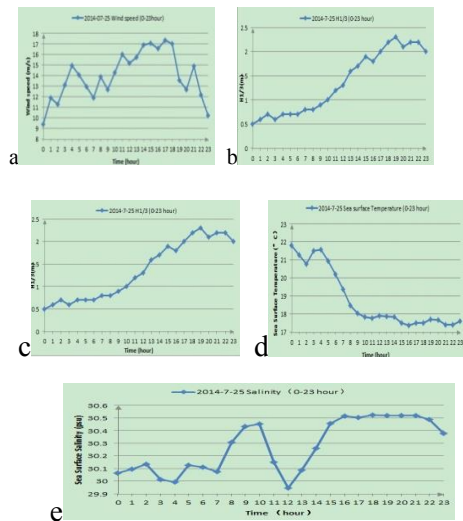 2014-07-25 Wind speed (0-23hour)
Wind speed (m/s)
18
17
16
15
14
13
12
11
10
9
8
0 1 2 3 4 5 6 7 8 9 10 11 12 13 14 15 16 17 18 19 20 21 22 23
Time (hour)
a
2014-7-25 H1/3 (0-23 hour)
H1/3(m)
2.5
2
1.5
1
0.5
0
0 1 2 3 4 5 6 7 8 9 10 11 12 13 14 15 16 17 18 19 20 21 22 23
Time (hour)
b
2014-7-25 H1/3 (0-23 hour)
H1/3(m)
2.5
2
1.5
1
0.5
0
0 1 2 3 4 5 6 7 8 9 10 11 12 13 14 15 16 17 18 19 20 21 22 23
Time (hour)
c
2014-7-25 Sea surface Temperature (0-23 hour)
Sea Surface Temperature (° C)
23
22
21
20
19
18
17
0 1 2 3 4 5 6 7 8 9 10 11 12 13 14 15 16 17 18 19 20 21 22 23
Time (hour)
d
2014-7-25 Salinity （0-23 hour）
Sea Surface Salinity (psu)
30.6
30.5
30.4
30.3
30.2
30.1
30
29.9
0 1 2 3 4 5 6 7 8 9 10 11 12 13 14 15 16 17 18 19 20 21 22 23
Time （hour）
e